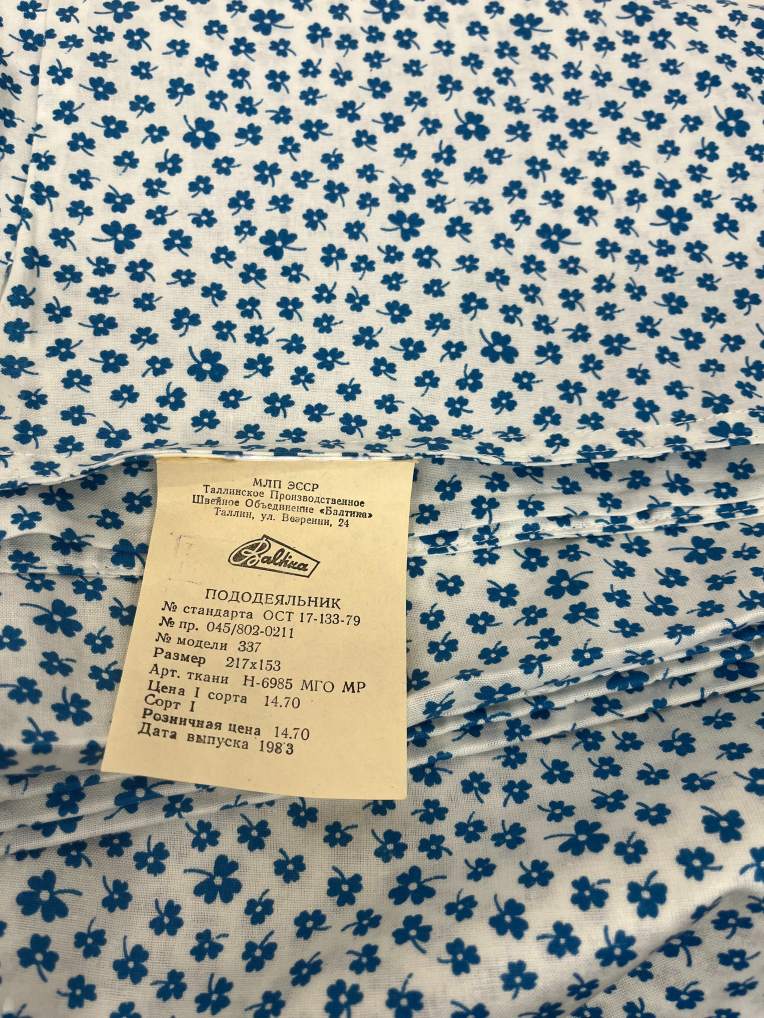 МЛП ЭССР
Таллинское Производственное
Швейное Объединение «Балтика»
Таллин, ул. Вееренни, 24
Baltika
ПОДОДЕЯЛЬНИК
№ стандарта ОСТ 17-133-79
№ пр. 045/802-0211
№ модели 337
Размер 217х153
Арт. ткани Н-6985 МГО МР
Цена I сорта 14.70
Сорт I
Розничная цена 14.70
Дата выпуска 1983